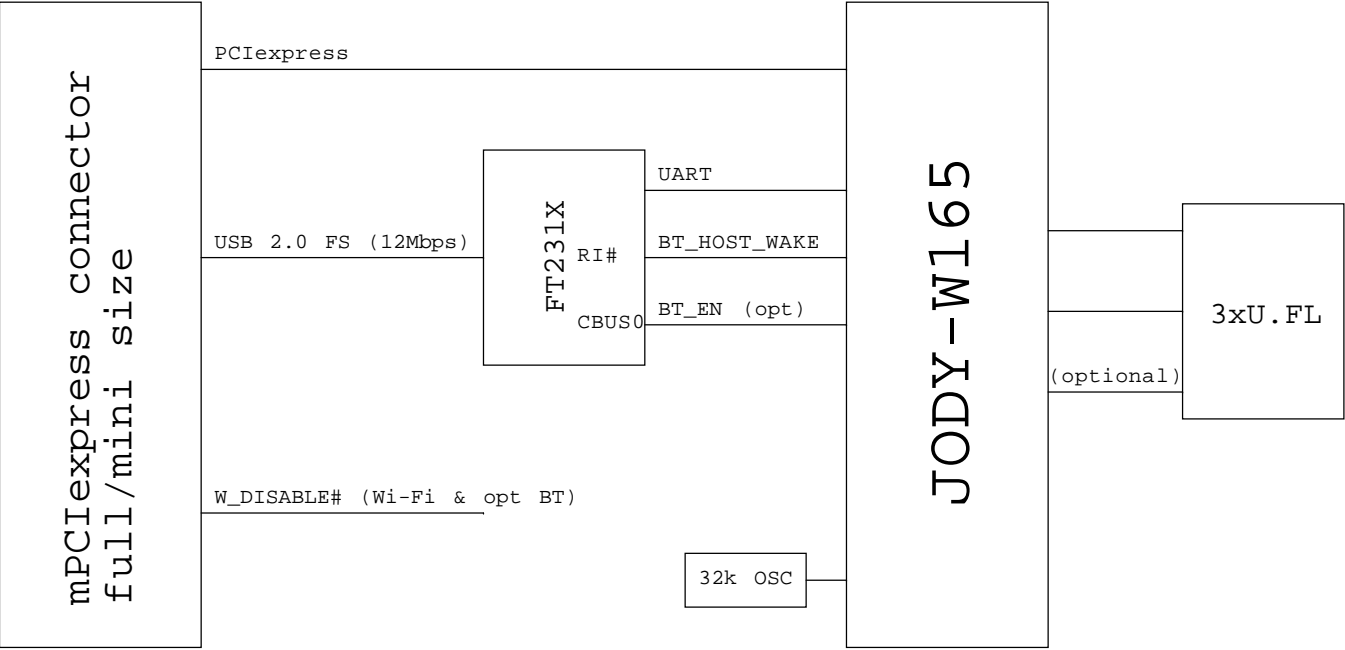 mPCIexpress connector
full/mini size
PCIexpress
USB 2.0 FS (12Mbps)
W_DISABLE# (Wi-Fi & opt BT)
FT231X
RI#
CBUS0
UART
BT_HOST_WAKE
BT_EN (opt)
32k OSC
JODY-W165
(optional)
3xU.FL